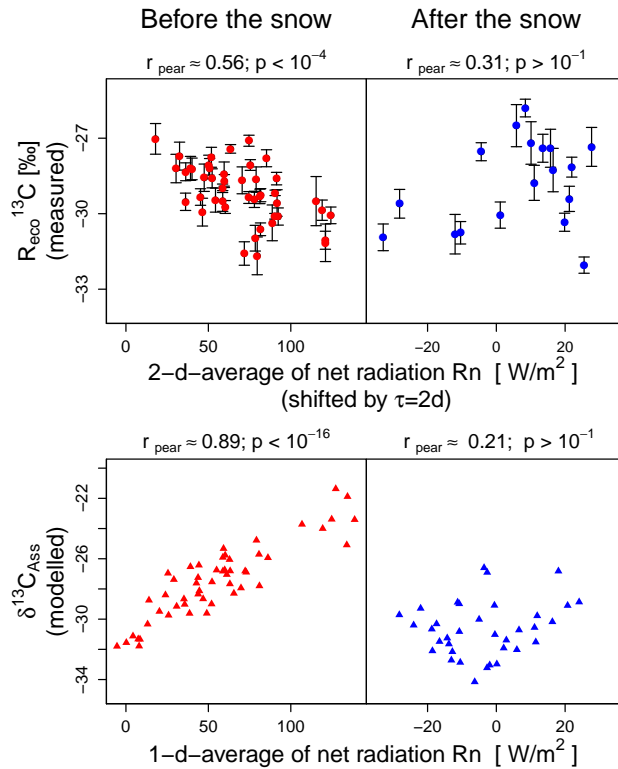 Before the snow After the snow
r pear ≈ 0.56; p < 10⁻⁴ r pear ≈ 0.31; p > 10⁻¹
R_eco ¹³C [‰]
(measured)
-27
-30
-33
0 50 100 -20 0 20
2-d-average of net radiation Rn [ W/m² ]
(shifted by τ=2d)
r pear ≈ 0.89; p < 10⁻¹⁶ r pear ≈ 0.21; p > 10⁻¹
δ¹³C_Ass
(modelled)
-22
-26
-30
-34
0 50 100 -20 0 20
1-d-average of net radiation Rn [ W/m² ]